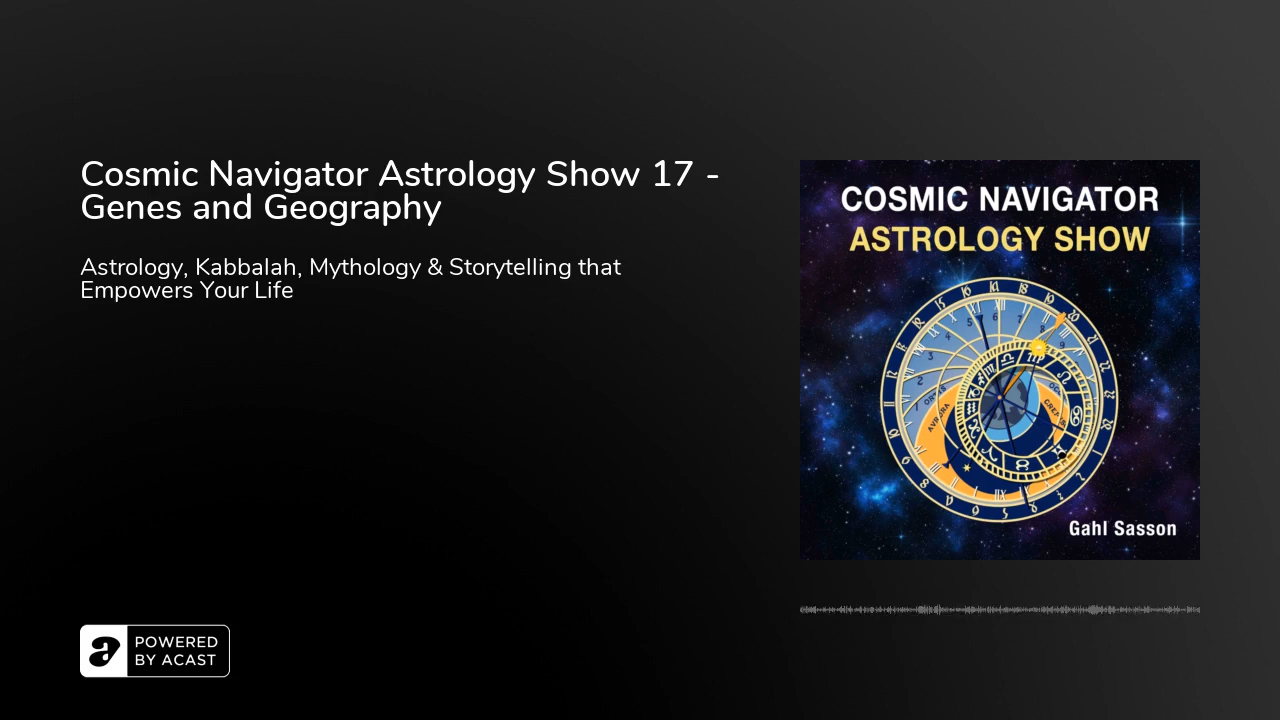 Cosmic Navigator Astrology Show 17 -
Genes and Geography
Astrology, Kabbalah, Mythology & Storytelling that
Empowers Your Life
COSMIC NAVIGATOR
ASTROLOGY SHOW
Gahl Sasson
POWERED
BY ACAST